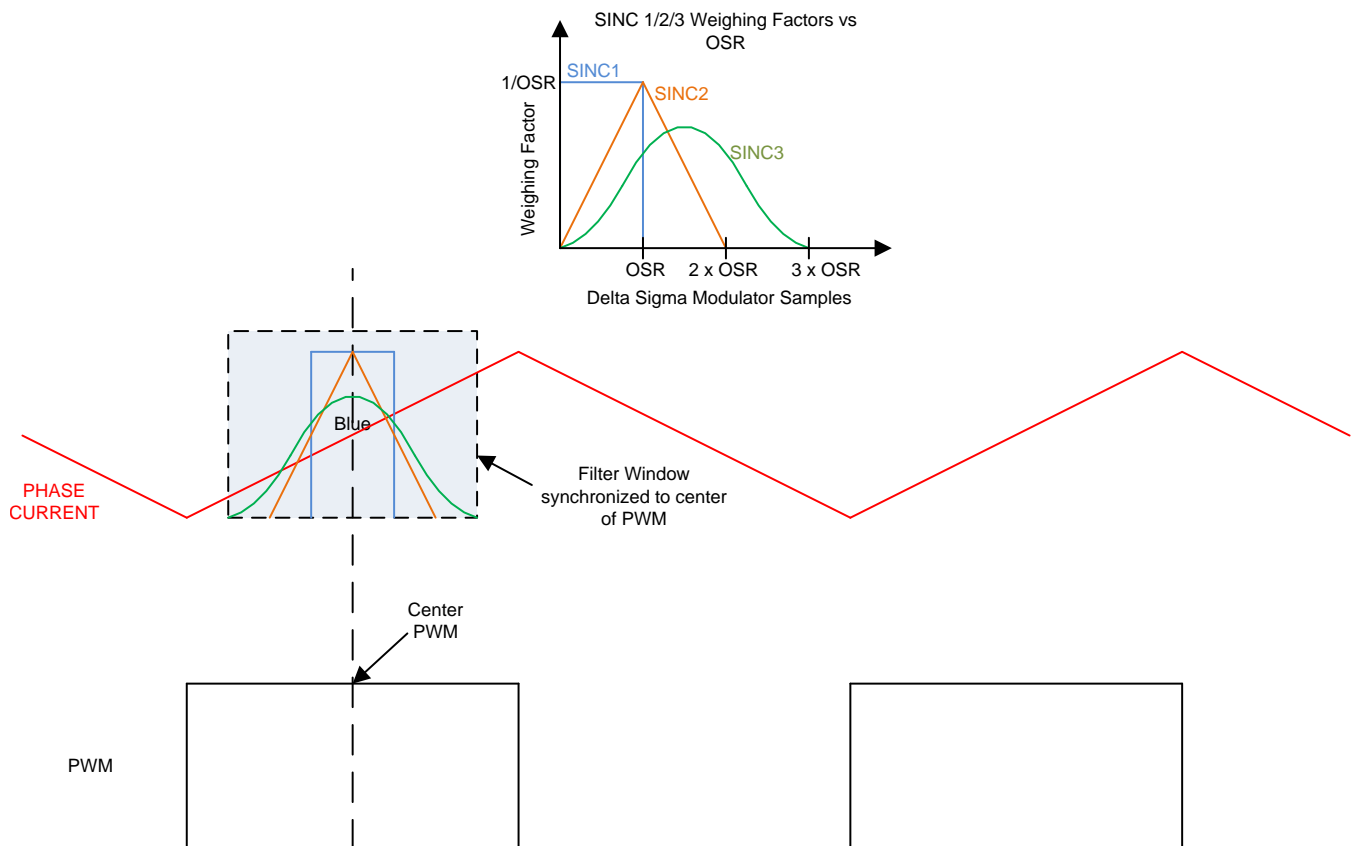 SINC 1/2/3 Weighing Factors vs
OSR
1/OSR
SINC1
SINC2
SINC3
Weighing Factor
OSR
2 x OSR
3 x OSR
Delta Sigma Modulator Samples
Blue
PHASE
CURRENT
Filter Window
synchronized to center
of PWM
Center
PWM
PWM